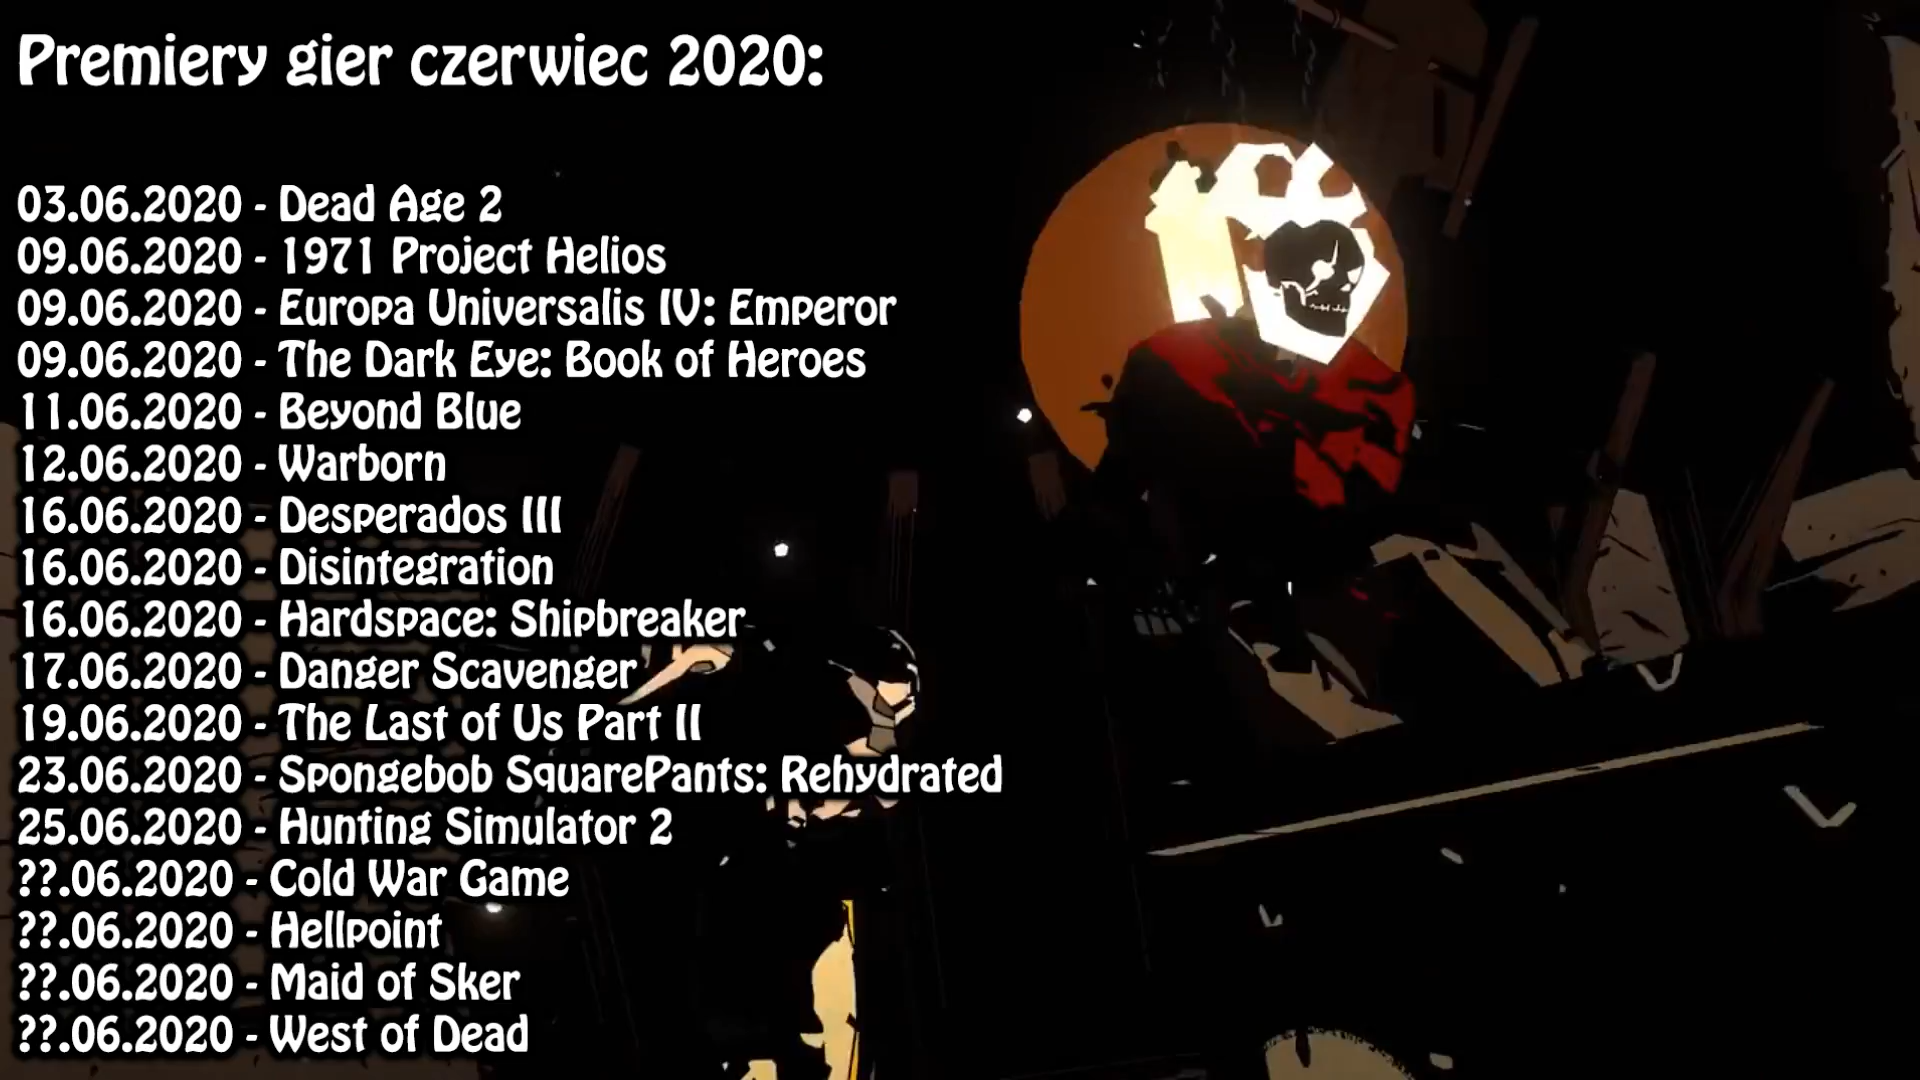 Premiery gier czerwiec 2020:
03.06.2020 - Dead Age 2
09.06.2020 - 1971 Project Helios
09.06.2020 - Europa Universalis IV: Emperor
09.06.2020 - The Dark Eye: Book of Heroes
11.06.2020 - Beyond Blue
12.06.2020 - Warborn
16.06.2020 - Desperados III
16.06.2020 - Disintegration
16.06.2020 - Hardspace: Shipbreaker
17.06.2020 - Danger Scavenger
19.06.2020 - The Last of Us Part II
23.06.2020 - Spongebob SquarePants: Rehydrated
25.06.2020 - Hunting Simulator 2
??.06.2020 - Cold War Game
??.06.2020 - Hellpoint
??.06.2020 - Maid of Sker
??.06.2020 - West of Dead